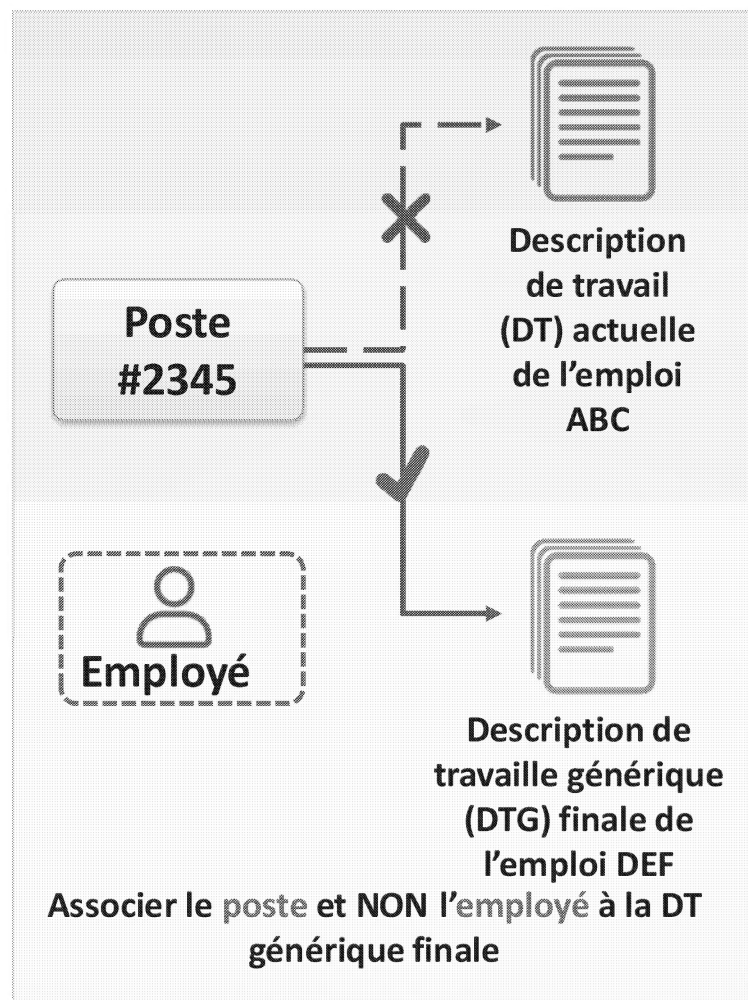 Description
de travail
(DT) actuelle
de l’emploi
ABC
Poste
#2345
Employé
Description de
travaille générique
(DTG) finale de
l’emploi DEF
Associer le poste et NON l’employé à la DT
générique finale